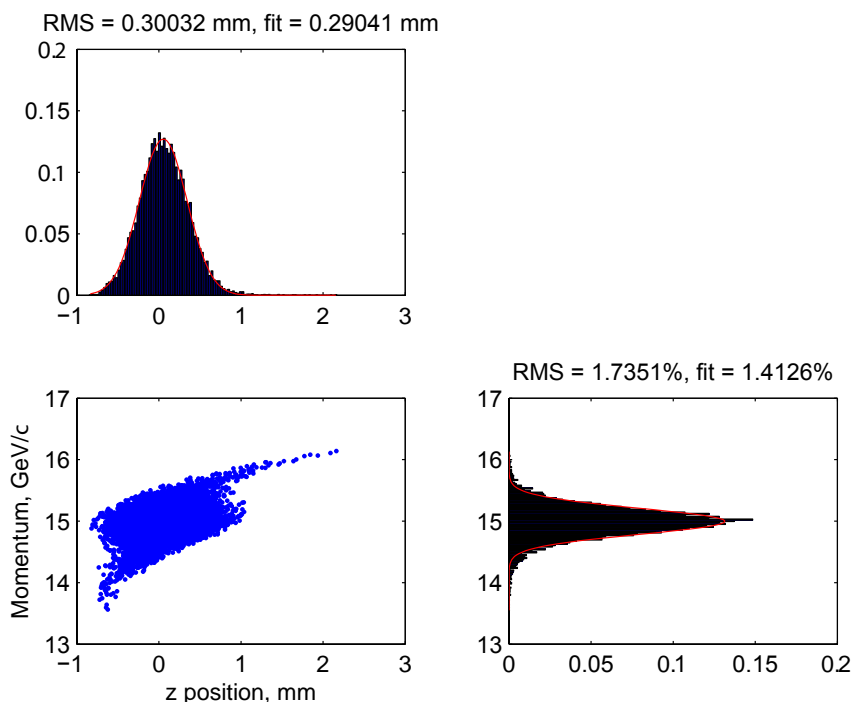 RMS = 0.30032 mm, fit = 0.29041 mm
0.2
0.15
0.1
0.05
0
−1 0 1 2 3
RMS = 1.7351%, fit = 1.4126%
17
16
15
14
13
Momentum, GeV/c
−1 0 1 2 3
z position, mm
17
16
15
14
13
0 0.05 0.1 0.15 0.2